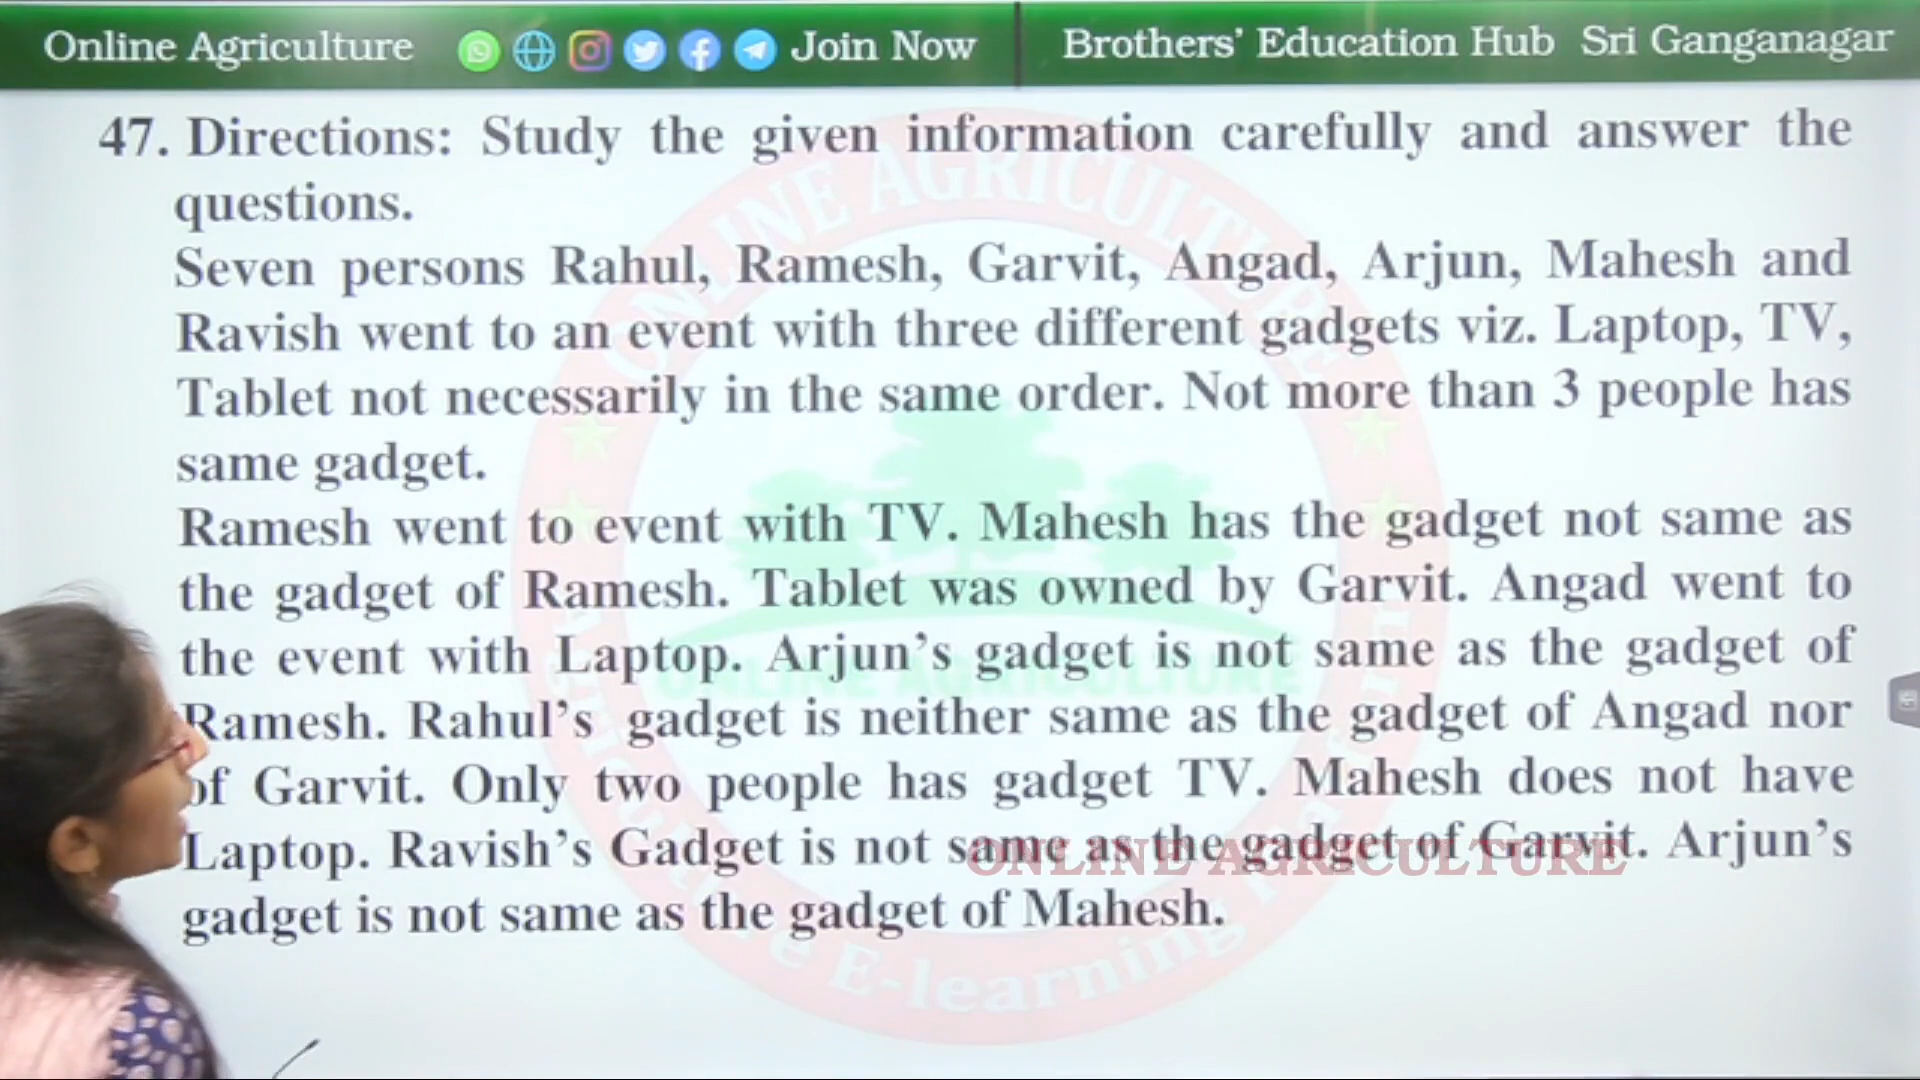 Online Agriculture Join Now Brothers' Education Hub Sri Ganganagar
47. Directions: Study the given information carefully and answer the
questions.
Seven persons Rahul, Ramesh, Garvit, Angad, Arjun, Mahesh and
Ravish went to an event with three different gadgets viz. Laptop, TV,
Tablet not necessarily in the same order. Not more than 3 people has
same gadget.
Ramesh went to event with TV. Mahesh has the gadget not same as
the gadget of Ramesh. Tablet was owned by Garvit. Angad went to
the event with Laptop. Arjun's gadget is not same as the gadget of
Ramesh. Rahul's gadget is neither same as the gadget of Angad nor
of Garvit. Only two people has gadget TV. Mahesh does not have
Laptop. Ravish's Gadget is not same as the gadget of Garvit. Arjun's
gadget is not same as the gadget of Mahesh.
ONLINE AGRICULTURE
ONLINE AGRICULTURE
ONLINE AGRICULTURE